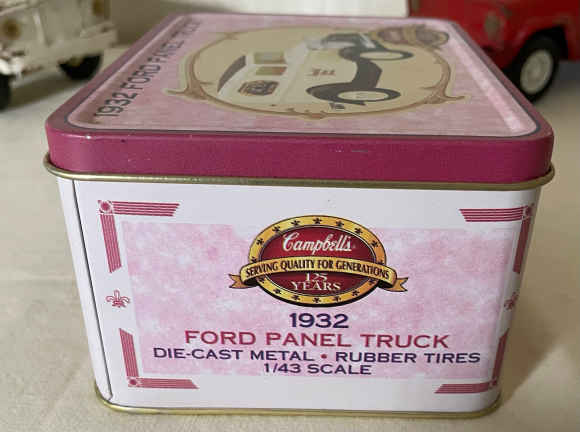 1932 FORD PANEL TRUCK
Campbell's
SERVING QUALITY FOR GENERATIONS
125
YEARS
1932
FORD PANEL TRUCK
DIE-CAST METAL • RUBBER TIRES
1/43 SCALE